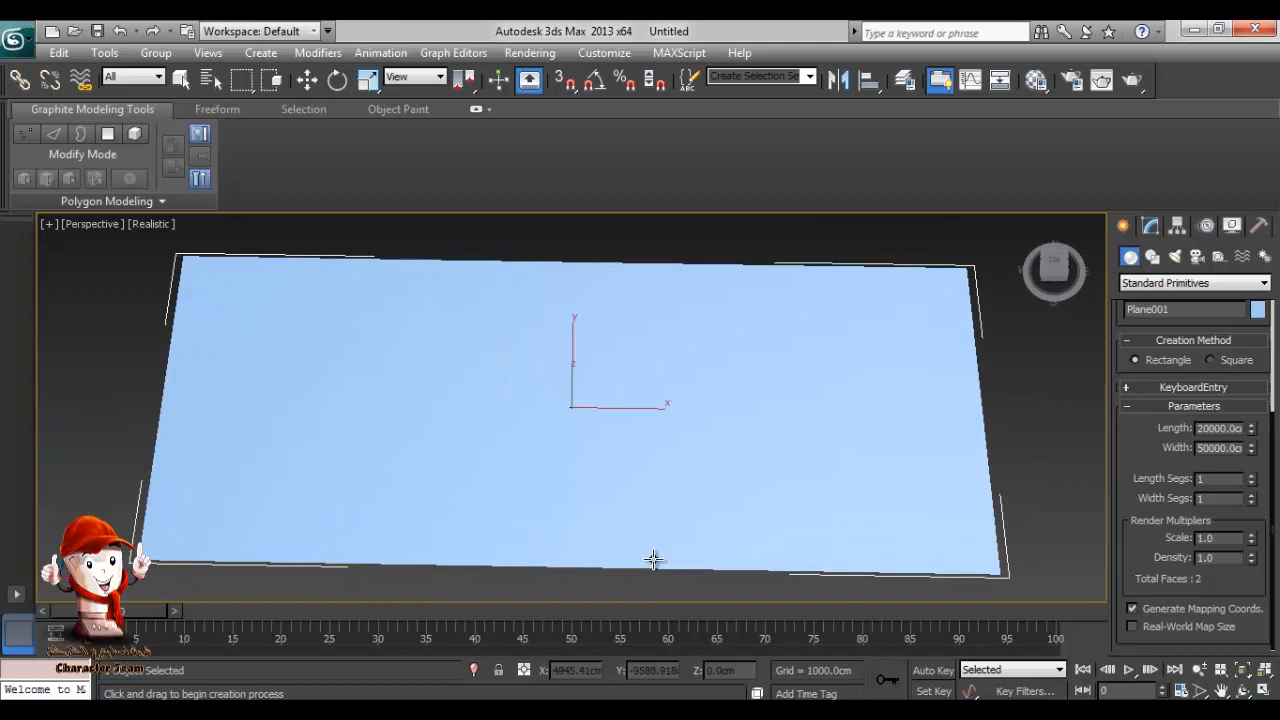 Workspace: Default
Autodesk 3ds Max 2013 x64 Untitled
Type a keyword or phrase
Edit Tools Group Views Create Modifiers Animation Graph Editors Rendering Customize MAXScript Help
All
View
3
Create Selection Se
Graphite Modeling Tools Freeform Selection Object Paint
Modify Mode
Polygon Modeling
[+] [Perspective] [Realistic]
y
z
x
Standard Primitives
Plane001
Creation Method
Rectangle Square
KeyboardEntry
Parameters
Length: 20000.0c
Width: 50000.0c
Length Segs: 1
Width Segs: 1
Render Multipliers
Scale: 1.0
Density: 1.0
Total Faces : 2
Generate Mapping Coords.
Real-World Map Size
5 10 15 20 25 30 35 40 45 50 55 60 65 70 75 80 85 90 95 100
Character Team
Object Selected
X: 4945.41cm Y: -9588.918 Z: 0.0cm Grid = 1000.0cm
Auto Key Selected
Welcome to M
Click and drag to begin creation process
Add Time Tag
Set Key Key Filters... 0